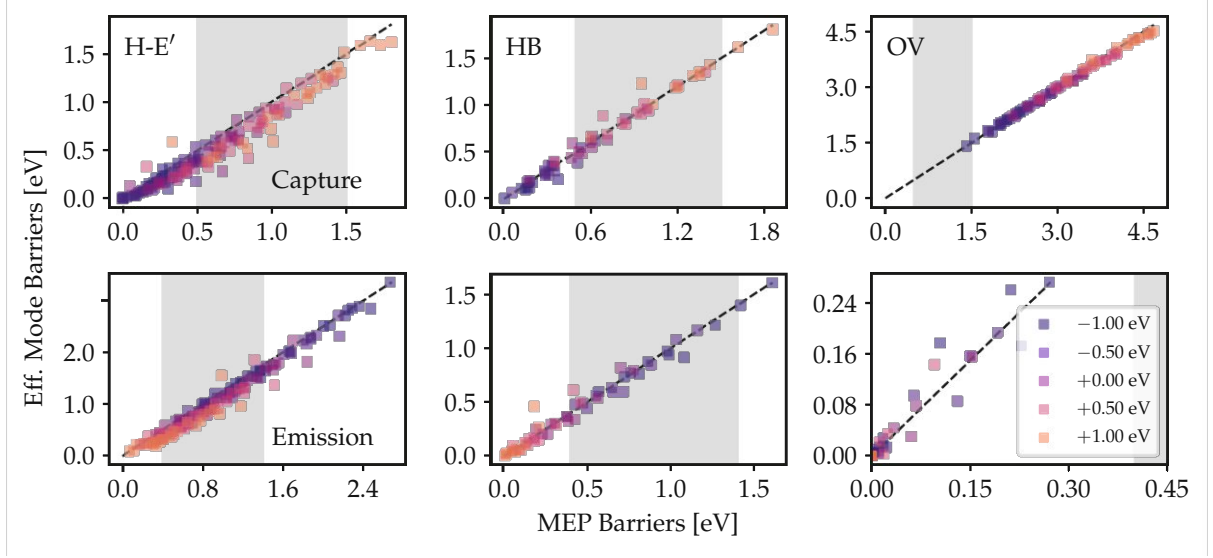 H-E′
HB
OV
Capture
1.5
1.0
0.5
0.0
0.0 0.5 1.0 1.5
1.5
1.0
0.5
0.0
0.0 0.6 1.2 1.8
4.5
3.0
1.5
0.0
0.0 1.5 3.0 4.5
Eff. Mode Barriers [eV]
Emission
2.0
1.0
0.0
0.0 0.8 1.6 2.4
1.5
1.0
0.5
0.0
0.0 0.5 1.0 1.5
0.24
0.16
0.08
0.00
0.00 0.15 0.30 0.45
−1.00 eV
−0.50 eV
+0.00 eV
+0.50 eV
+1.00 eV
MEP Barriers [eV]